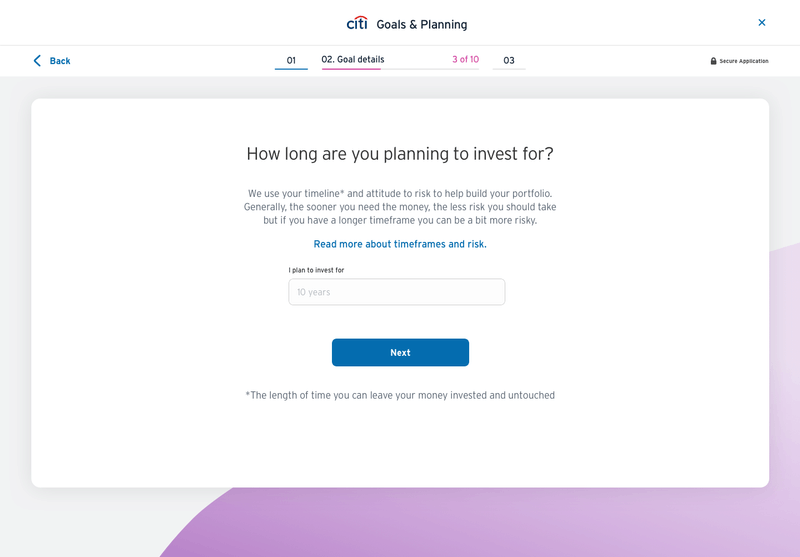 citi Goals & Planning
Back
01
02. Goal details
3 of 10
03
Secure Application
How long are you planning to invest for?
We use your timeline* and attitude to risk to help build your portfolio.
Generally, the sooner you need the money, the less risk you should take
but if you have a longer timeframe you can be a bit more risky.
Read more about timeframes and risk.
I plan to invest for
10 years
Next
*The length of time you can leave your money invested and untouched